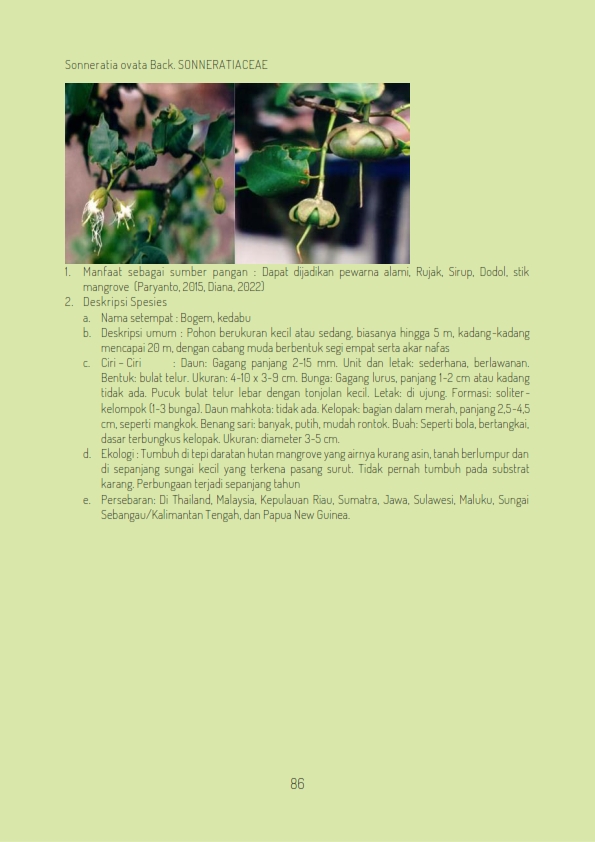 Sonneratia ovata Back. SONNERATIACEAE
1. Manfaat sebagai sumber pangan : Dapat dijadikan pewarna alami, Rujak, Sirup, Dodol, stik
mangrove (Paryanto, 2015, Diana, 2022)
2. Deskripsi Spesies
a. Nama setempat : Bogem, kedabu
b. Deskripsi umum : Pohon berukuran kecil atau sedang, biasanya hingga 5 m, kadang-kadang
mencapai 20 m, dengan cabang muda berbentuk segi empat serta akar nafas
c. Ciri – Ciri : Daun: Gagang panjang 2-15 mm. Unit dan letak: sederhana, berlawanan.
Bentuk: bulat telur. Ukuran: 4-10 x 3-9 cm. Bunga: Gagang lurus, panjang 1-2 cm atau kadang
tidak ada. Pucuk bulat telur lebar dengan tonjolan kecil. Letak: di ujung. Formasi: soliter-
kelompok (1-3 bunga). Daun mahkota: tidak ada. Kelopak: bagian dalam merah, panjang 2,5-4,5
cm, seperti mangkok. Benang sari: banyak, putih, mudah rontok. Buah: Seperti bola, bertangkai,
dasar terbungkus kelopak. Ukuran: diameter 3-5 cm.
d. Ekologi : Tumbuh di tepi daratan hutan mangrove yang airnya kurang asin, tanah berlumpur dan
di sepanjang sungai kecil yang terkena pasang surut. Tidak pernah tumbuh pada substrat
karang. Perbungaan terjadi sepanjang tahun
e. Persebaran: Di Thailand, Malaysia, Kepulauan Riau, Sumatra, Jawa, Sulawesi, Maluku, Sungai
Sebangau/Kalimantan Tengah, dan Papua New Guinea.
86